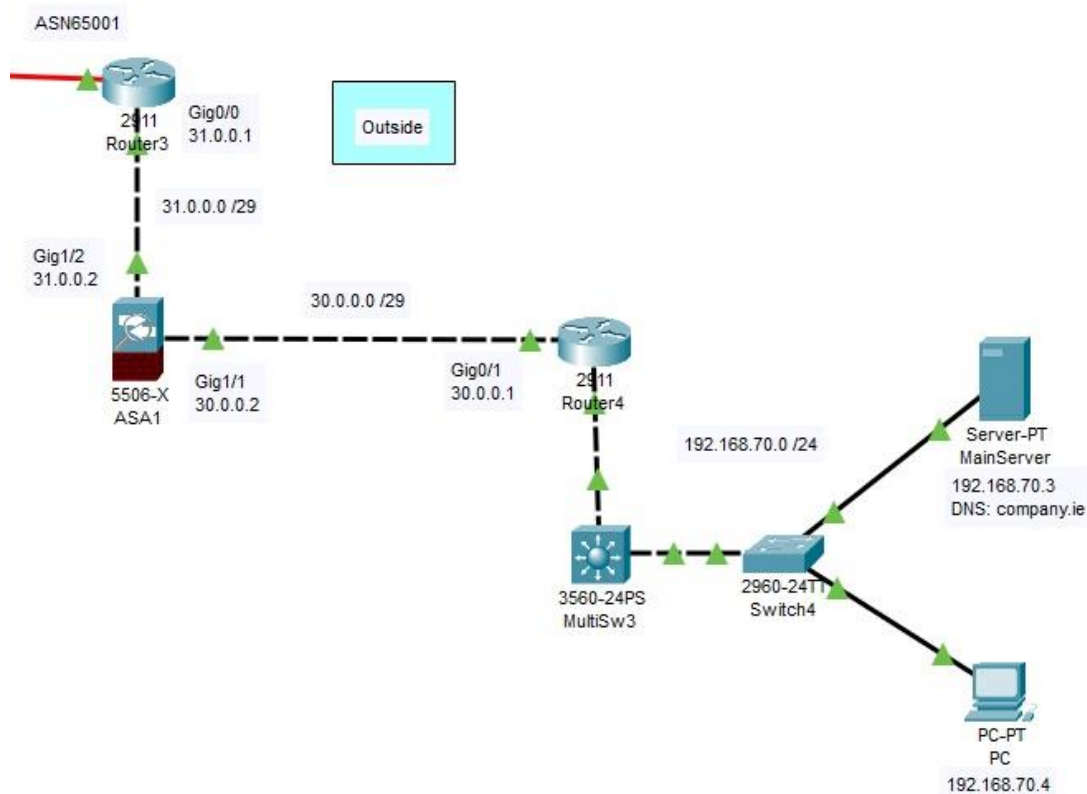 ASN65001
2911
Router3
Gig0/0
31.0.0.1
Outside
31.0.0.0 /29
Gig1/2
31.0.0.2
30.0.0.0 /29
5506-X
ASA1
Gig1/1
30.0.0.2
Gig0/1
30.0.0.1
2911
Router4
192.168.70.0 /24
Server-PT
MainServer
192.168.70.3
DNS: company.ie
3560-24PS
MultiSw3
2960-24TT
Switch4
PC-PT
PC
192.168.70.4